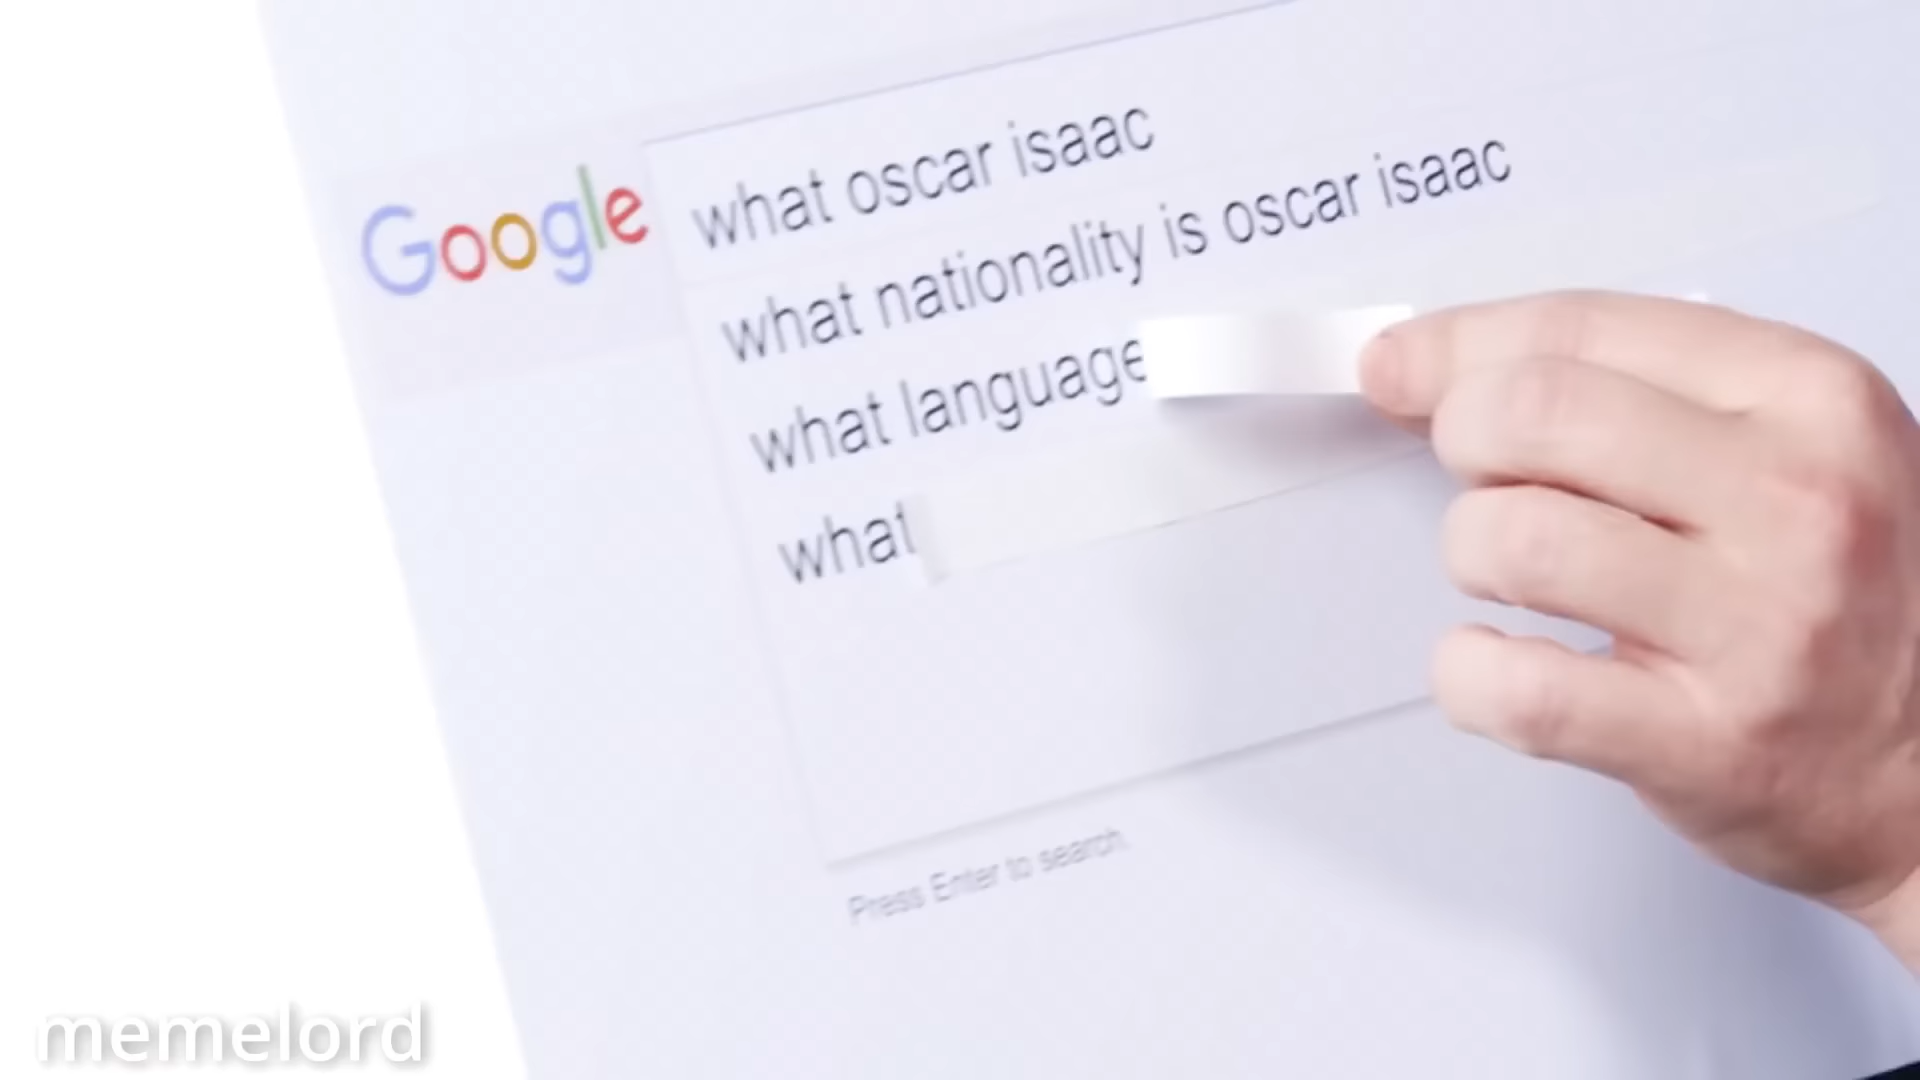 Google
what oscar isaac
what nationality is oscar isaac
what language
what
Press Enter to search.
memelord